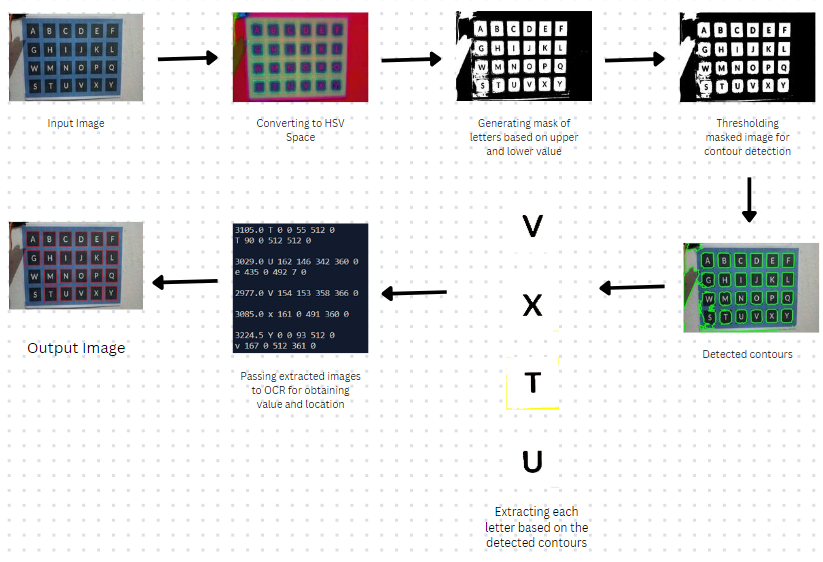 A B C D E F
G H I J K L
W M N O P Q
S T U V X Y
Input Image
Converting to HSV
Space
A B C D E F
G H I J K L
W M N O P Q
S T U V X Y
Generating mask of
letters based on upper
and lower value
A B C D E F
G H I J K L
W M N O P Q
S T U V X Y
Thresholding
masked image for
contour detection
A B C D E F
G H I J K L
W M N O P Q
S T U V X Y
Detected contours
V
X
T
U
Extracting each
letter based on the
detected contours
3105.0 T 0 0 55 512 0
T 90 0 512 512 0
3029.0 U 162 146 342 360 0
e 435 0 492 7 0
2977.0 V 154 153 358 366 0
3085.0 x 161 0 491 360 0
3224.5 Y 0 0 93 512 0
v 167 0 512 361 0
Passing extracted images
to OCR for obtaining
value and location
A B C D E F
G H I J K L
W M N O P Q
S T U V X Y
Output Image